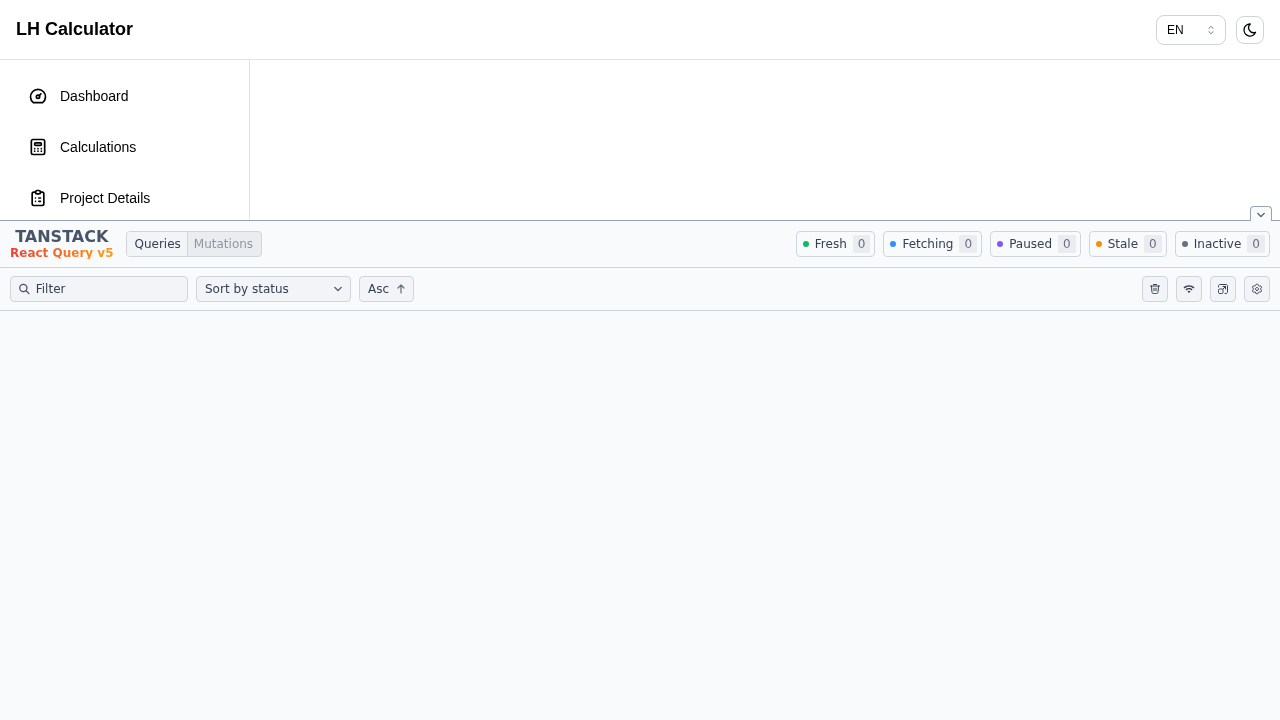 LH Calculator
EN
Dashboard
Calculations
Project Details
TANSTACK
React Query v5
Queries
Mutations
Fresh 0
Fetching 0
Paused 0
Stale 0
Inactive 0
Filter
Sort by status
Asc